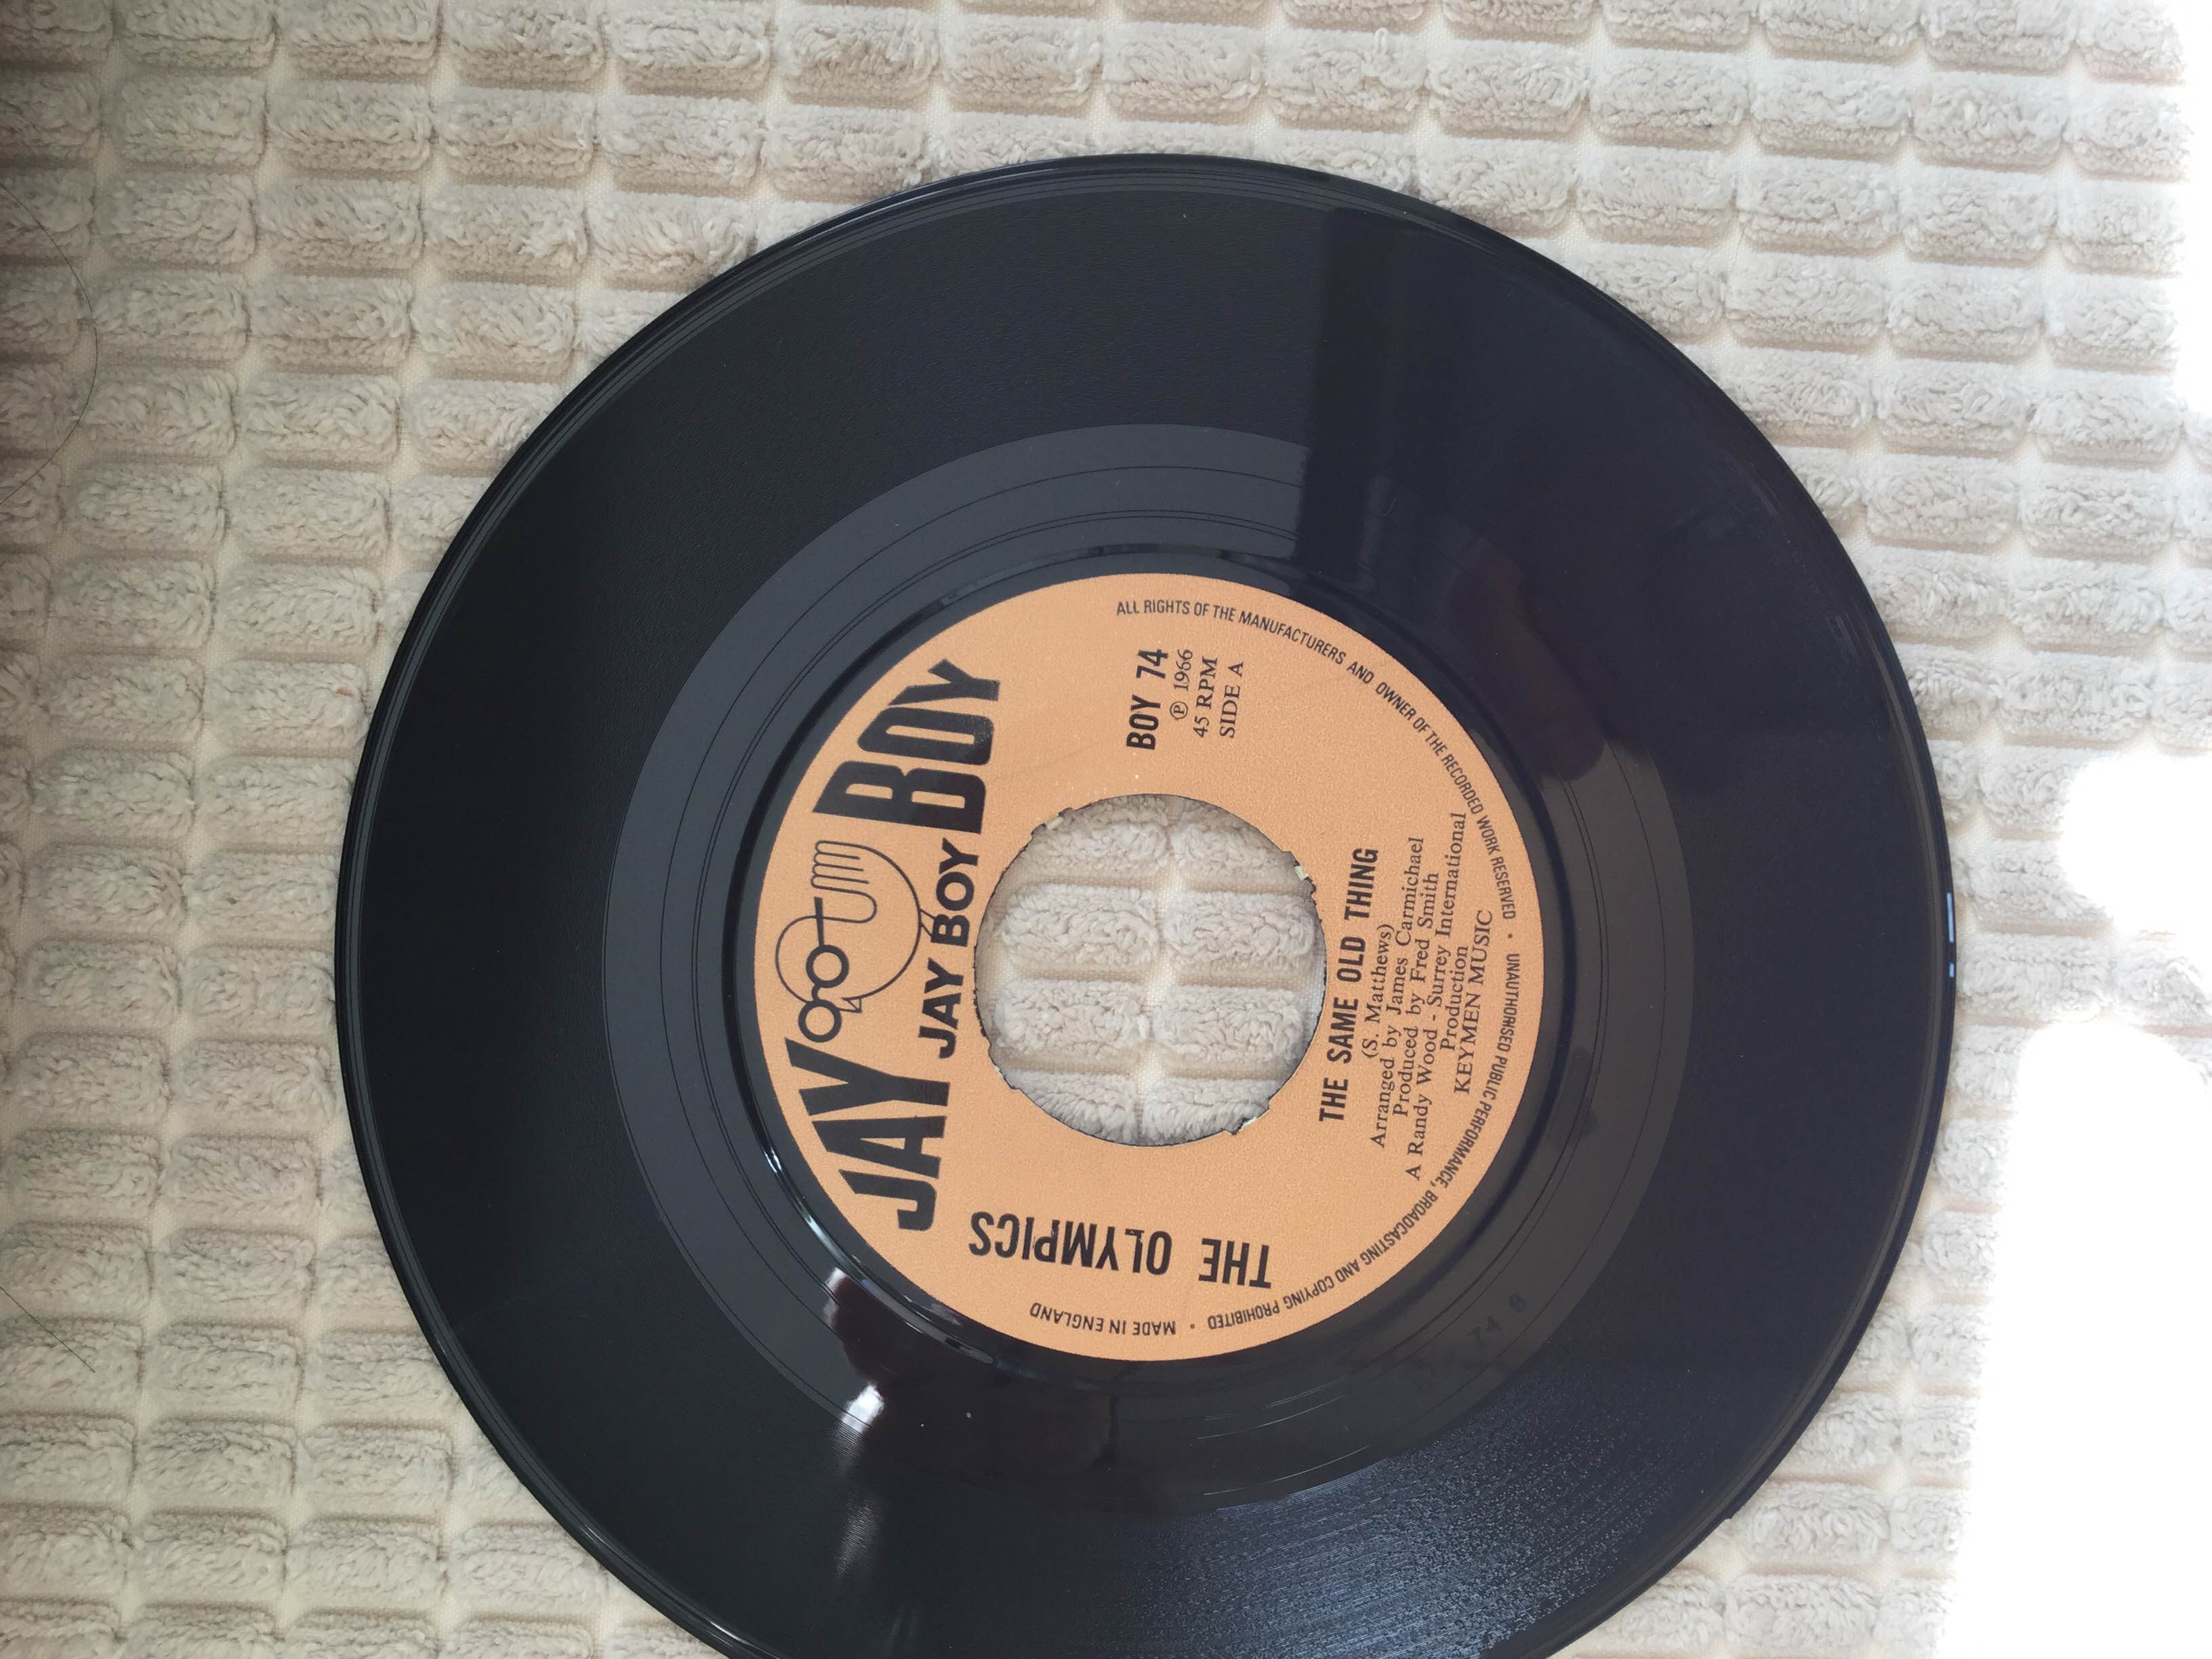 JAY BOY
JAY BOY
BOY 74
℗ 1966
45 RPM
SIDE A
THE OLYMPICS
THE SAME OLD THING
(S. Matthews)
Arranged by James Carmichael
Produced by Fred Smith
A Randy Wood - Surrey International
Production
KEYMEN MUSIC
ALL RIGHTS OF THE MANUFACTURERS AND OWNER OF THE RECORDED WORK RESERVED • UNAUTHORISED PUBLIC PERFORMANCE, BROADCASTING AND COPYING PROHIBITED • MADE IN ENGLAND